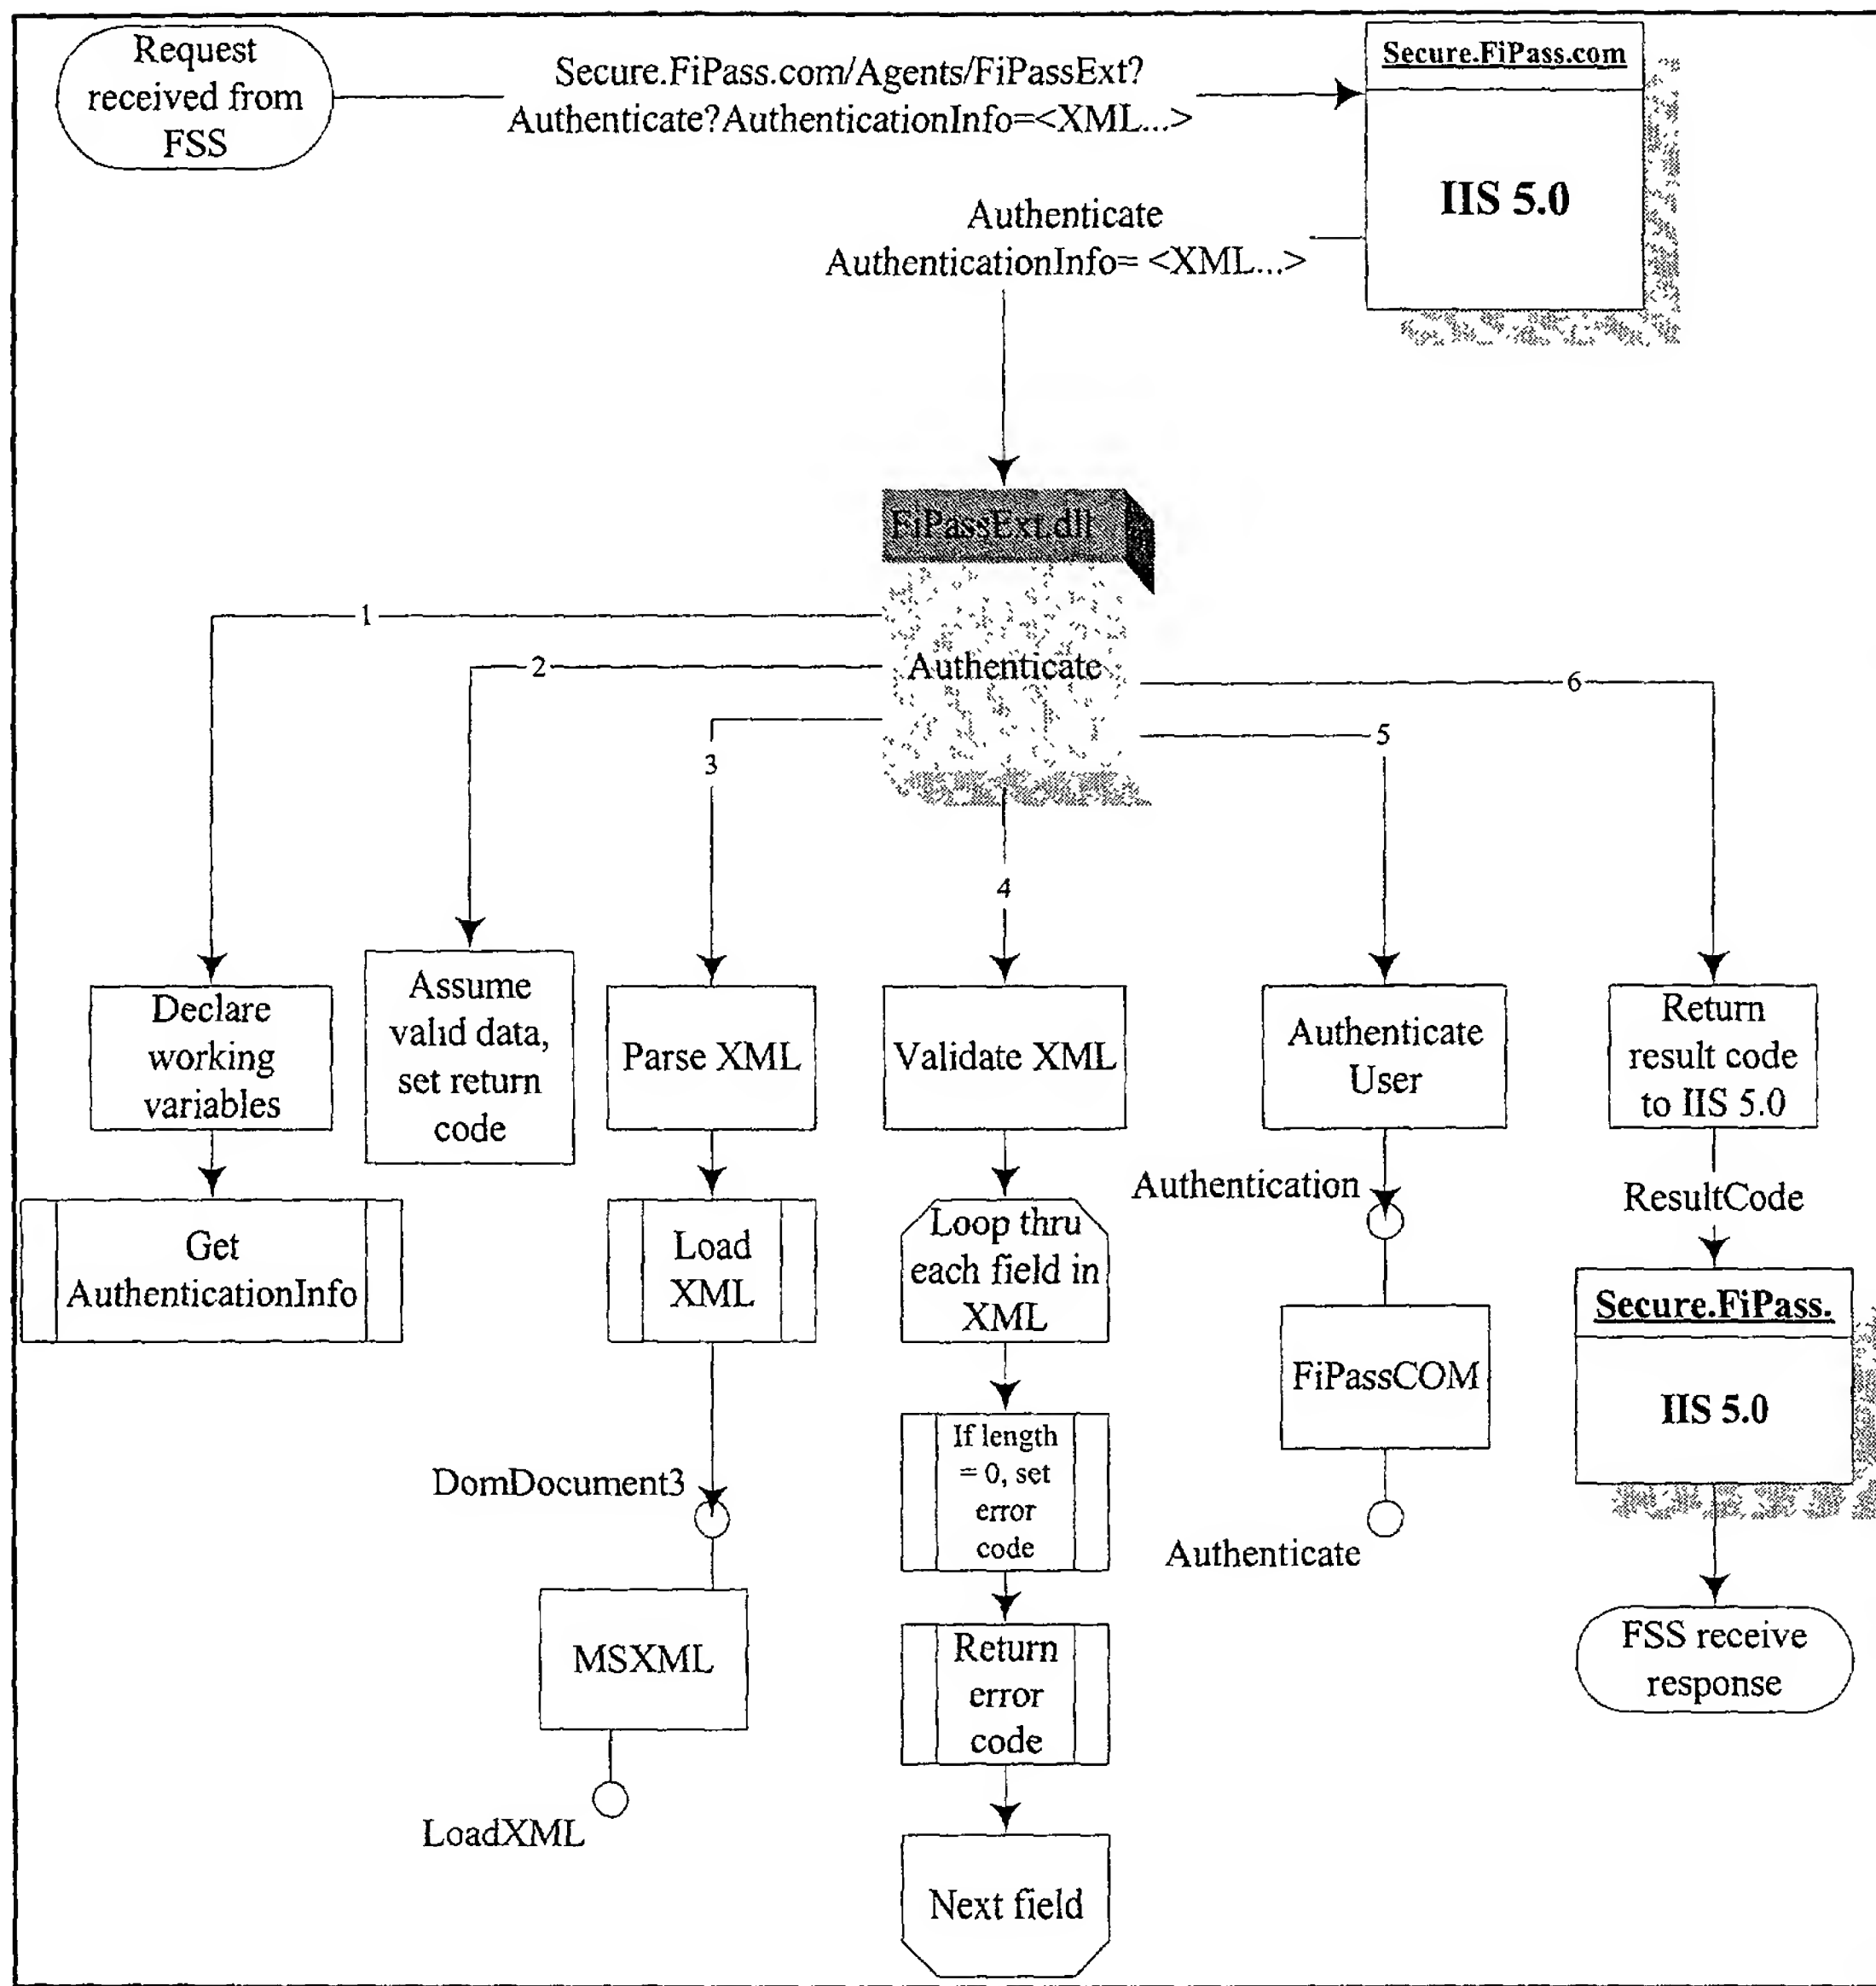 Request
received from
FSS
Secure.FiPass.com/Agents/FiPassExt?
Authenticate?AuthenticationInfo=<XML...>
Secure.FiPass.com
IIS 5.0
Authenticate
AuthenticationInfo= <XML...>
FiPassExt.dll
Authenticate
1
2
3
4
5
6
Declare
working
variables
Get
AuthenticationInfo
Assume
valid data,
set return
code
Parse XML
Load
XML
DomDocument3
MSXML
LoadXML
Validate XML
Loop thru
each field in
XML
If length
= 0, set
error
code
Return
error
code
Next field
Authenticate
User
Authentication
FiPassCOM
Authenticate
Return
result code
to IIS 5.0
ResultCode
Secure.FiPass.
IIS 5.0
FSS receive
response